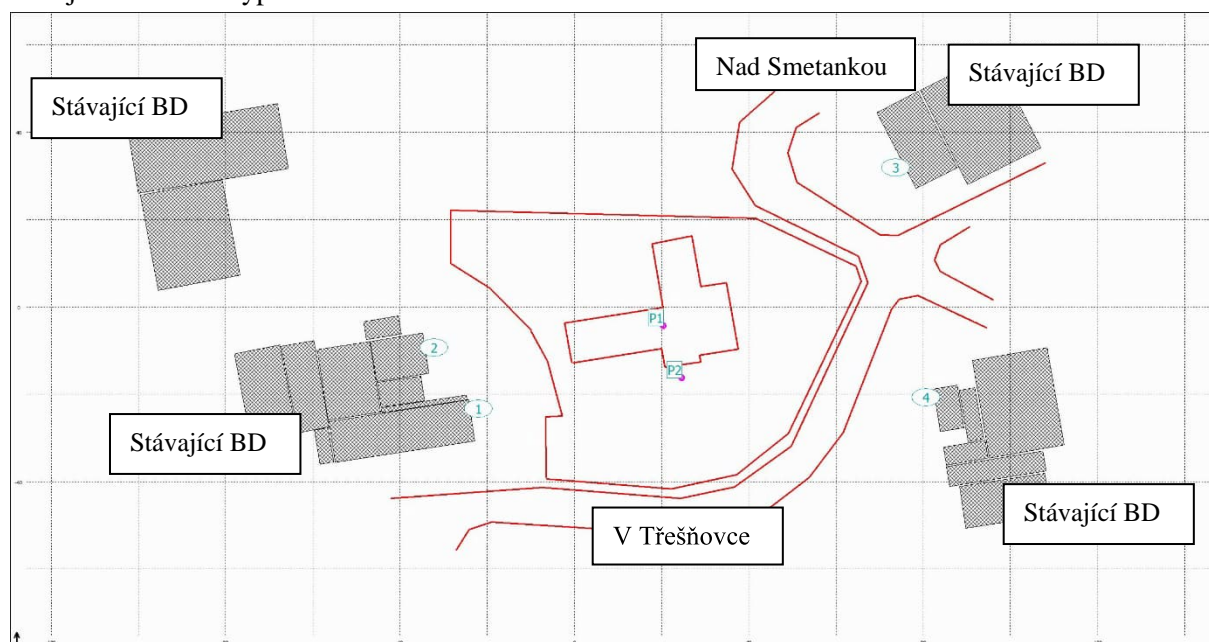 Nad Smetankou
Stávající BD
Stávající BD
3
P1
2
P2
4
1
Stávající BD
Stávající BD
V Třešňovce